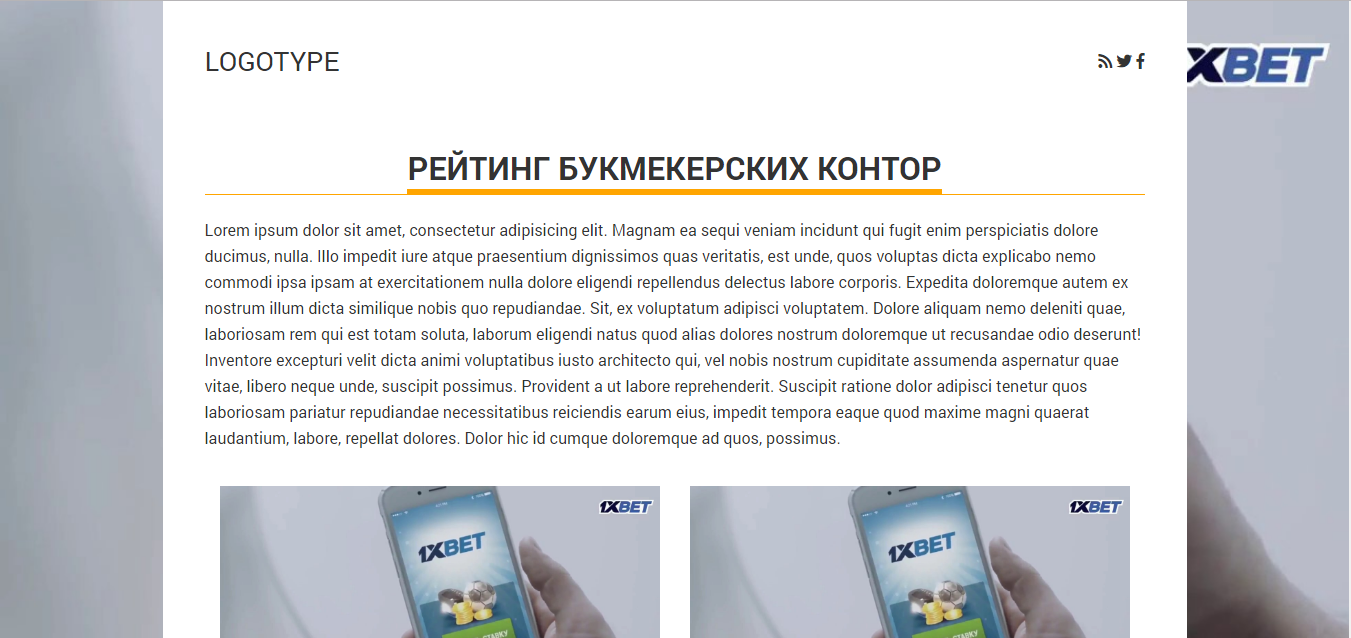 LOGOTYPE
1XBET
РЕЙТИНГ БУКМЕКЕРСКИХ КОНТОР
Lorem ipsum dolor sit amet, consectetur adipisicing elit. Magnam ea sequi veniam incidunt qui fugit enim perspiciatis dolore
ducimus, nulla. Illo impedit iure atque praesentium dignissimos quas veritatis, est unde, quos voluptas dicta explicabo nemo
commodi ipsa ipsam at exercitationem nulla dolore eligendi repellendus delectus labore corporis. Expedita doloremque autem ex
nostrum illum dicta similique nobis quo repudiandae. Sit, ex voluptatum adipisci voluptatem. Dolore aliquam nemo deleniti quae,
laboriosam rem qui est totam soluta, laborum eligendi natus quod alias dolores nostrum doloremque ut recusandae odio deserunt!
Inventore excepturi velit dicta animi voluptatibus iusto architecto qui, vel nobis nostrum cupiditate assumenda aspernatur quae
vitae, libero neque unde, suscipit possimus. Provident a ut labore reprehenderit. Suscipit ratione dolor adipisci tenetur quos
laboriosam pariatur repudiandae necessitatibus reiciendis earum eius, impedit tempora eaque quod maxime magni quaerat
laudantium, labore, repellat dolores. Dolor hic id cumque doloremque ad quos, possimus.
1XBET
1XBET
1XBET
1XBET